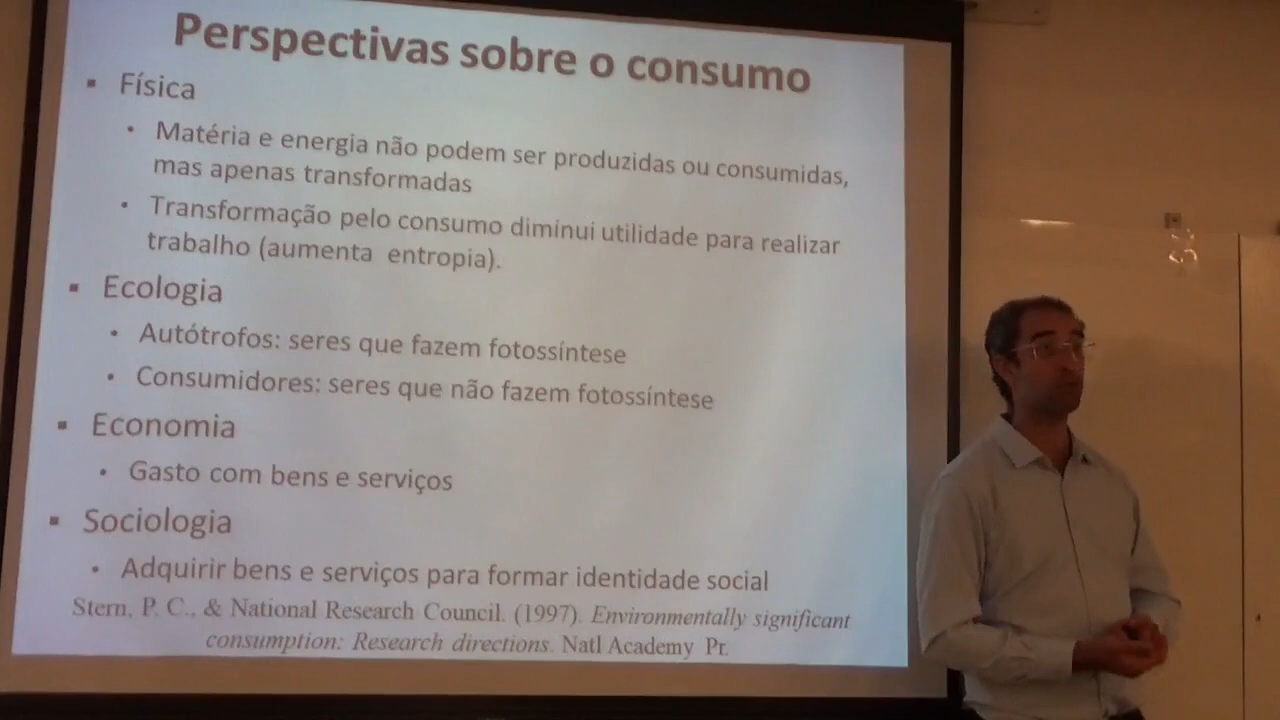 Perspectivas sobre o consumo
▪ Física
• Matéria e energia não podem ser produzidas ou consumidas,
mas apenas transformadas
• Transformação pelo consumo diminui utilidade para realizar
trabalho (aumenta entropia).
▪ Ecologia
• Autótrofos: seres que fazem fotossíntese
• Consumidores: seres que não fazem fotossíntese
▪ Economia
• Gasto com bens e serviços
▪ Sociologia
• Adquirir bens e serviços para formar identidade social
Stern, P. C., & National Research Council. (1997). Environmentally significant
consumption: Research directions. Natl Academy Pr.